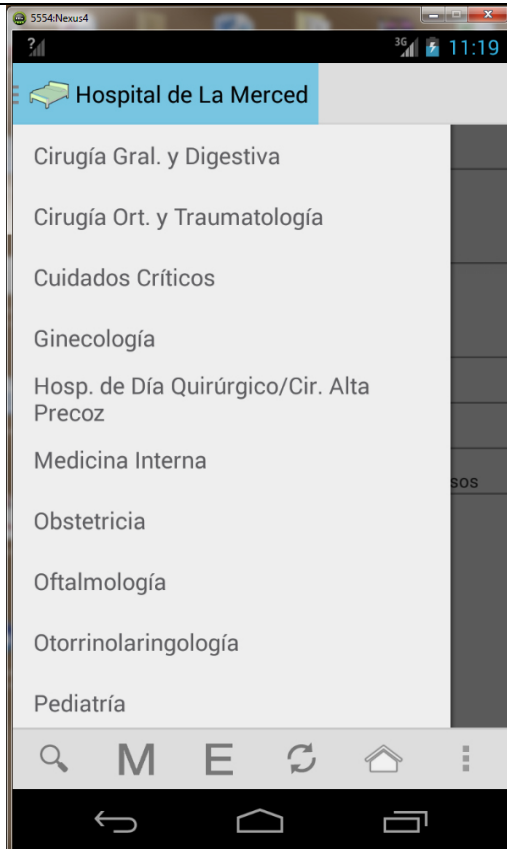 5554:Nexus4
3G 11:19
Hospital de La Merced
Cirugía Gral. y Digestiva
Cirugía Ort. y Traumatología
Cuidados Críticos
Ginecología
Hosp. de Día Quirúrgico/Cir. Alta
Precoz
Medicina Interna
sos
Obstetricia
Oftalmología
Otorrinolaringología
Pediatría
M E